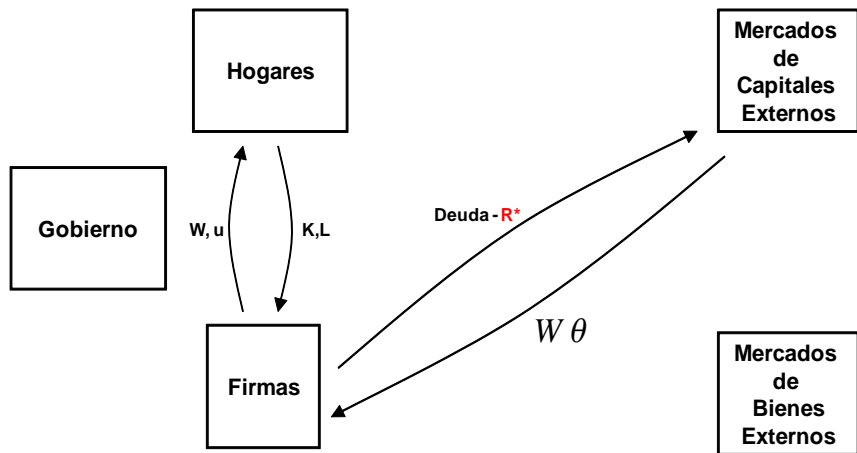 Hogares
Mercados
de
Capitales
Externos
Gobierno
W, u
K,L
Deuda - R*
W θ
Firmas
Mercados
de
Bienes
Externos